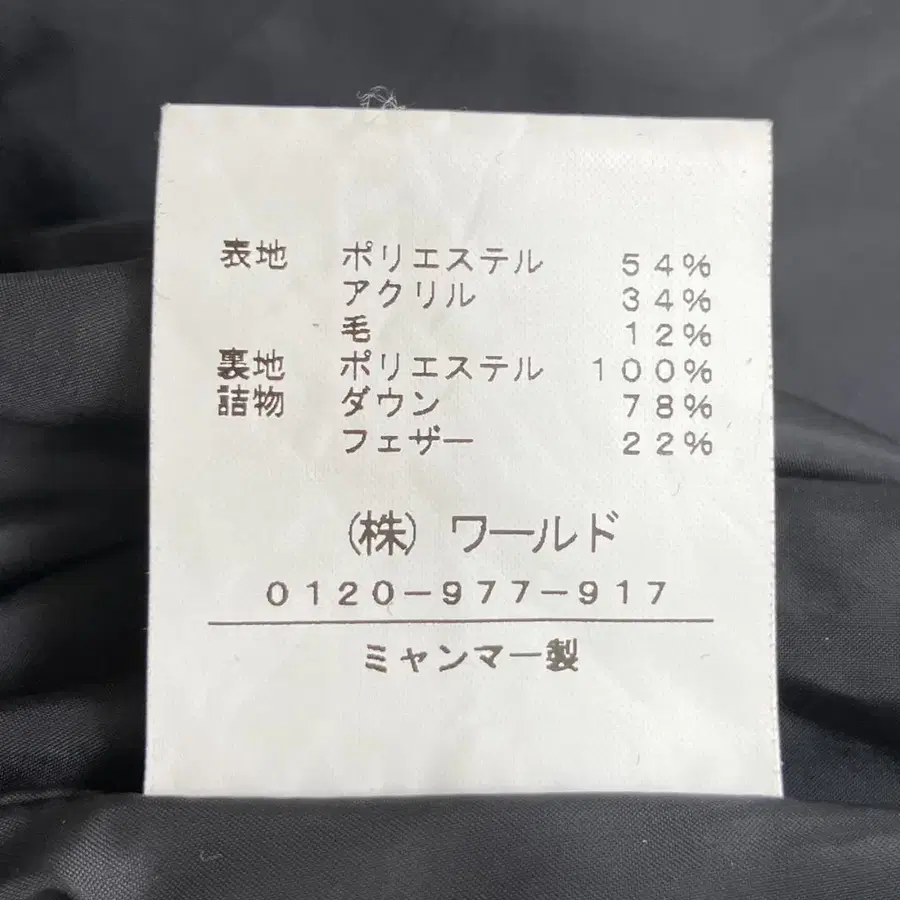 表地 ポリエステル 54%
アクリル 34%
毛 12%
裏地 ポリエステル 100%
詰物 ダウン 78%
フェザー 22%
(株) ワールド
0120-977-917
ミャンマー製